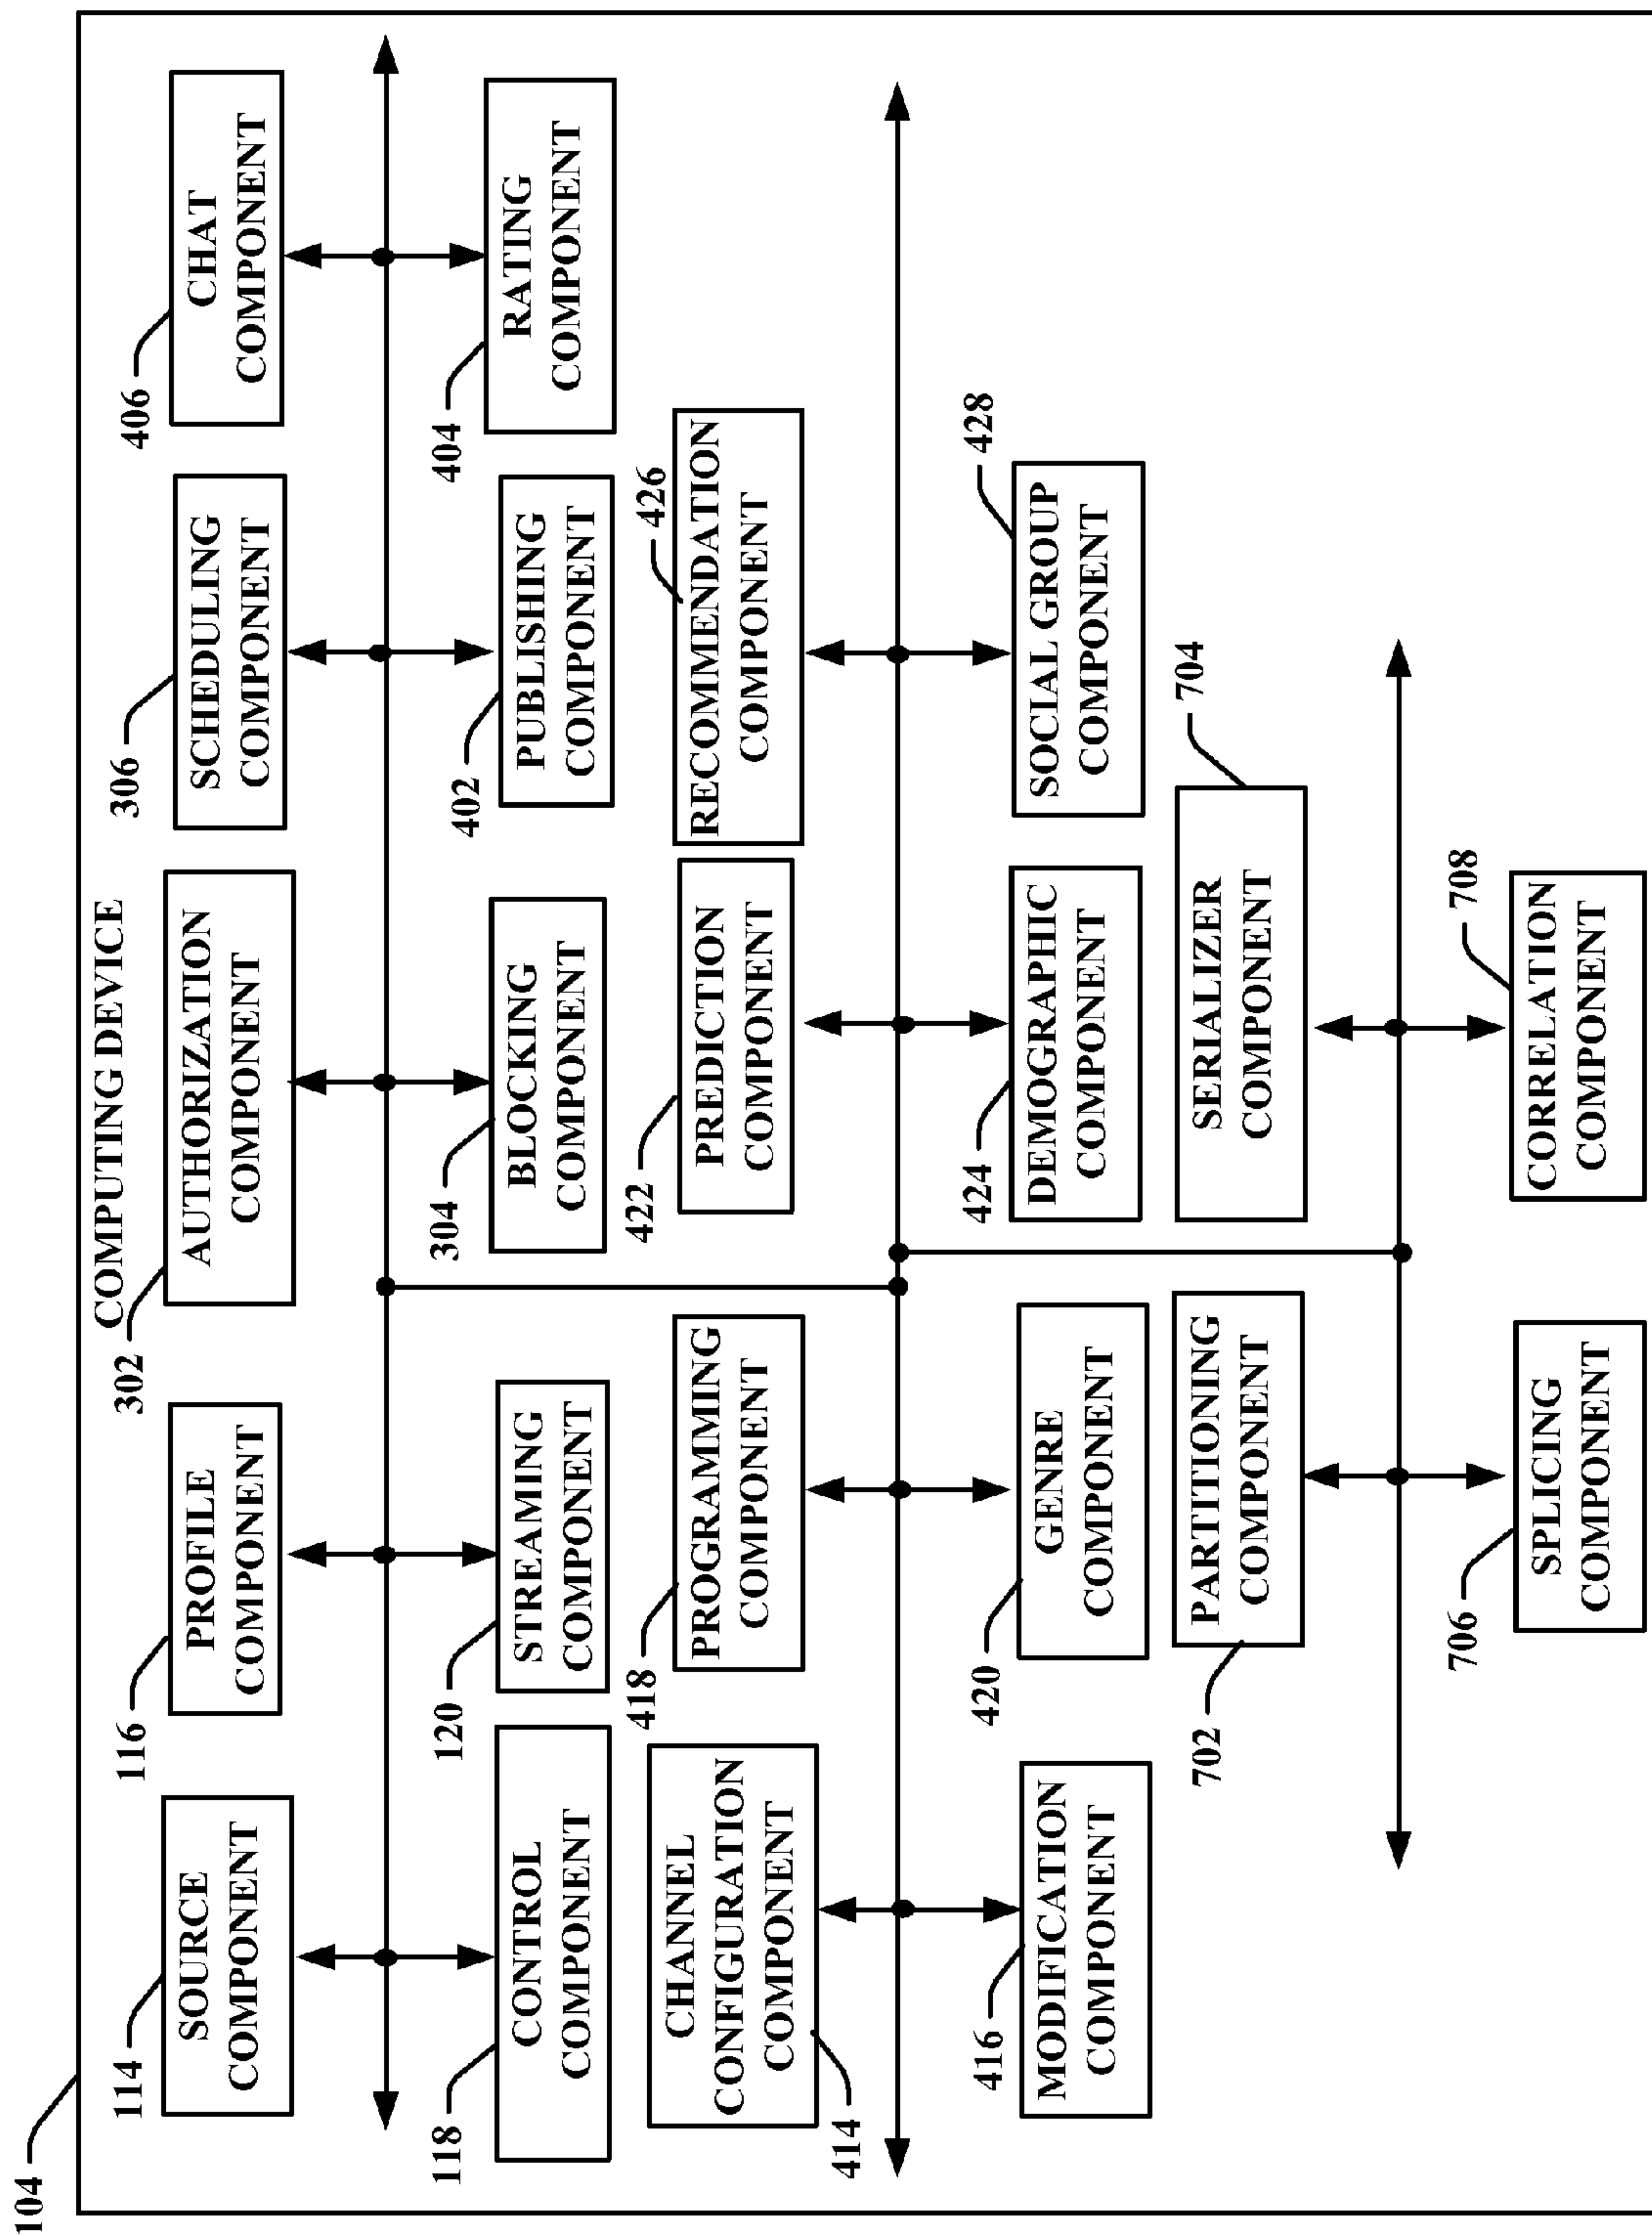 104
COMPUTING DEVICE
114
SOURCE
COMPONENT
116
PROFILE
COMPONENT
302
AUTHORIZATION
COMPONENT
306
SCHEDULING
COMPONENT
406
CHAT
COMPONENT
118
CONTROL
COMPONENT
120
STREAMING
COMPONENT
304
BLOCKING
COMPONENT
402
PUBLISHING
COMPONENT
404
RATING
COMPONENT
414
CHANNEL
CONFIGURATION
COMPONENT
418
PROGRAMMING
COMPONENT
422
PREDICTION
COMPONENT
426
RECOMMENDATION
COMPONENT
416
MODIFICATION
COMPONENT
420
GENRE
COMPONENT
424
DEMOGRAPHIC
COMPONENT
428
SOCIAL GROUP
COMPONENT
702
PARTITIONING
COMPONENT
704
SERIALIZER
COMPONENT
706
SPLICING
COMPONENT
708
CORRELATION
COMPONENT